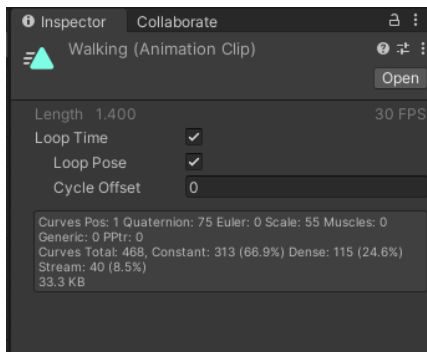 Inspector Collaborate
Walking (Animation Clip)
Open
Length 1.400 30 FPS
Loop Time
Loop Pose
Cycle Offset 0
Curves Pos: 1 Quaternion: 75 Euler: 0 Scale: 55 Muscles: 0
Generic: 0 PPtr: 0
Curves Total: 468, Constant: 313 (66.9%) Dense: 115 (24.6%)
Stream: 40 (8.5%)
33.3 KB